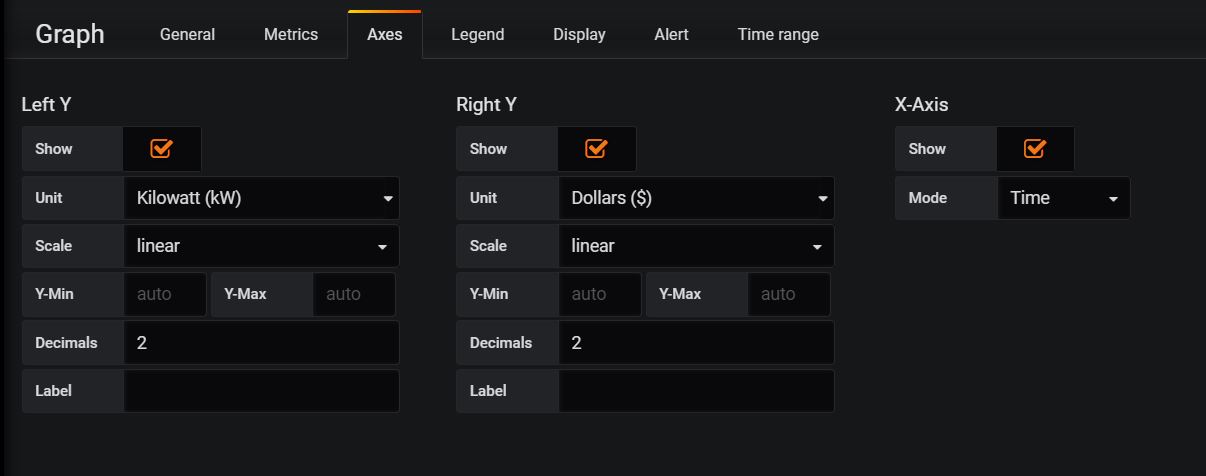 Graph General Metrics Axes Legend Display Alert Time range
Left Y Right Y X-Axis
Show Show Show
Unit Kilowatt (kW) Unit Dollars ($) Mode Time
Scale linear Scale linear
Y-Min auto Y-Max auto Y-Min auto Y-Max auto
Decimals 2 Decimals 2
Label Label